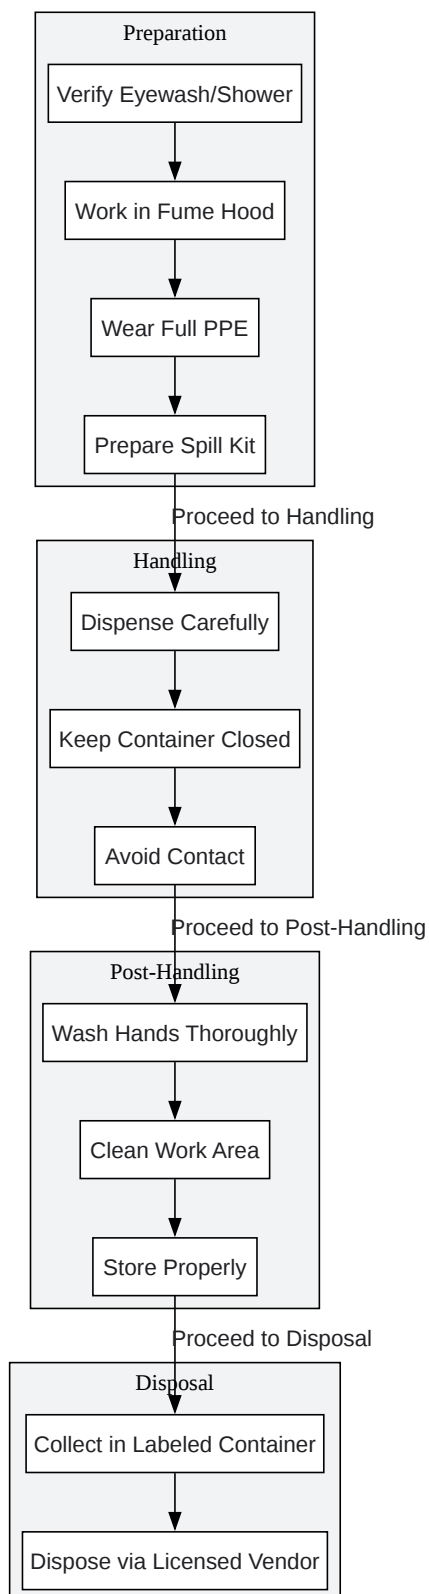 Preparation
Verify Eyewash/Shower
Work in Fume Hood
Wear Full PPE
Prepare Spill Kit
Proceed to Handling
Handling
Dispense Carefully
Keep Container Closed
Avoid Contact
Proceed to Post-Handling
Post-Handling
Wash Hands Thoroughly
Clean Work Area
Store Properly
Proceed to Disposal
Disposal
Collect in Labeled Container
Dispose via Licensed Vendor